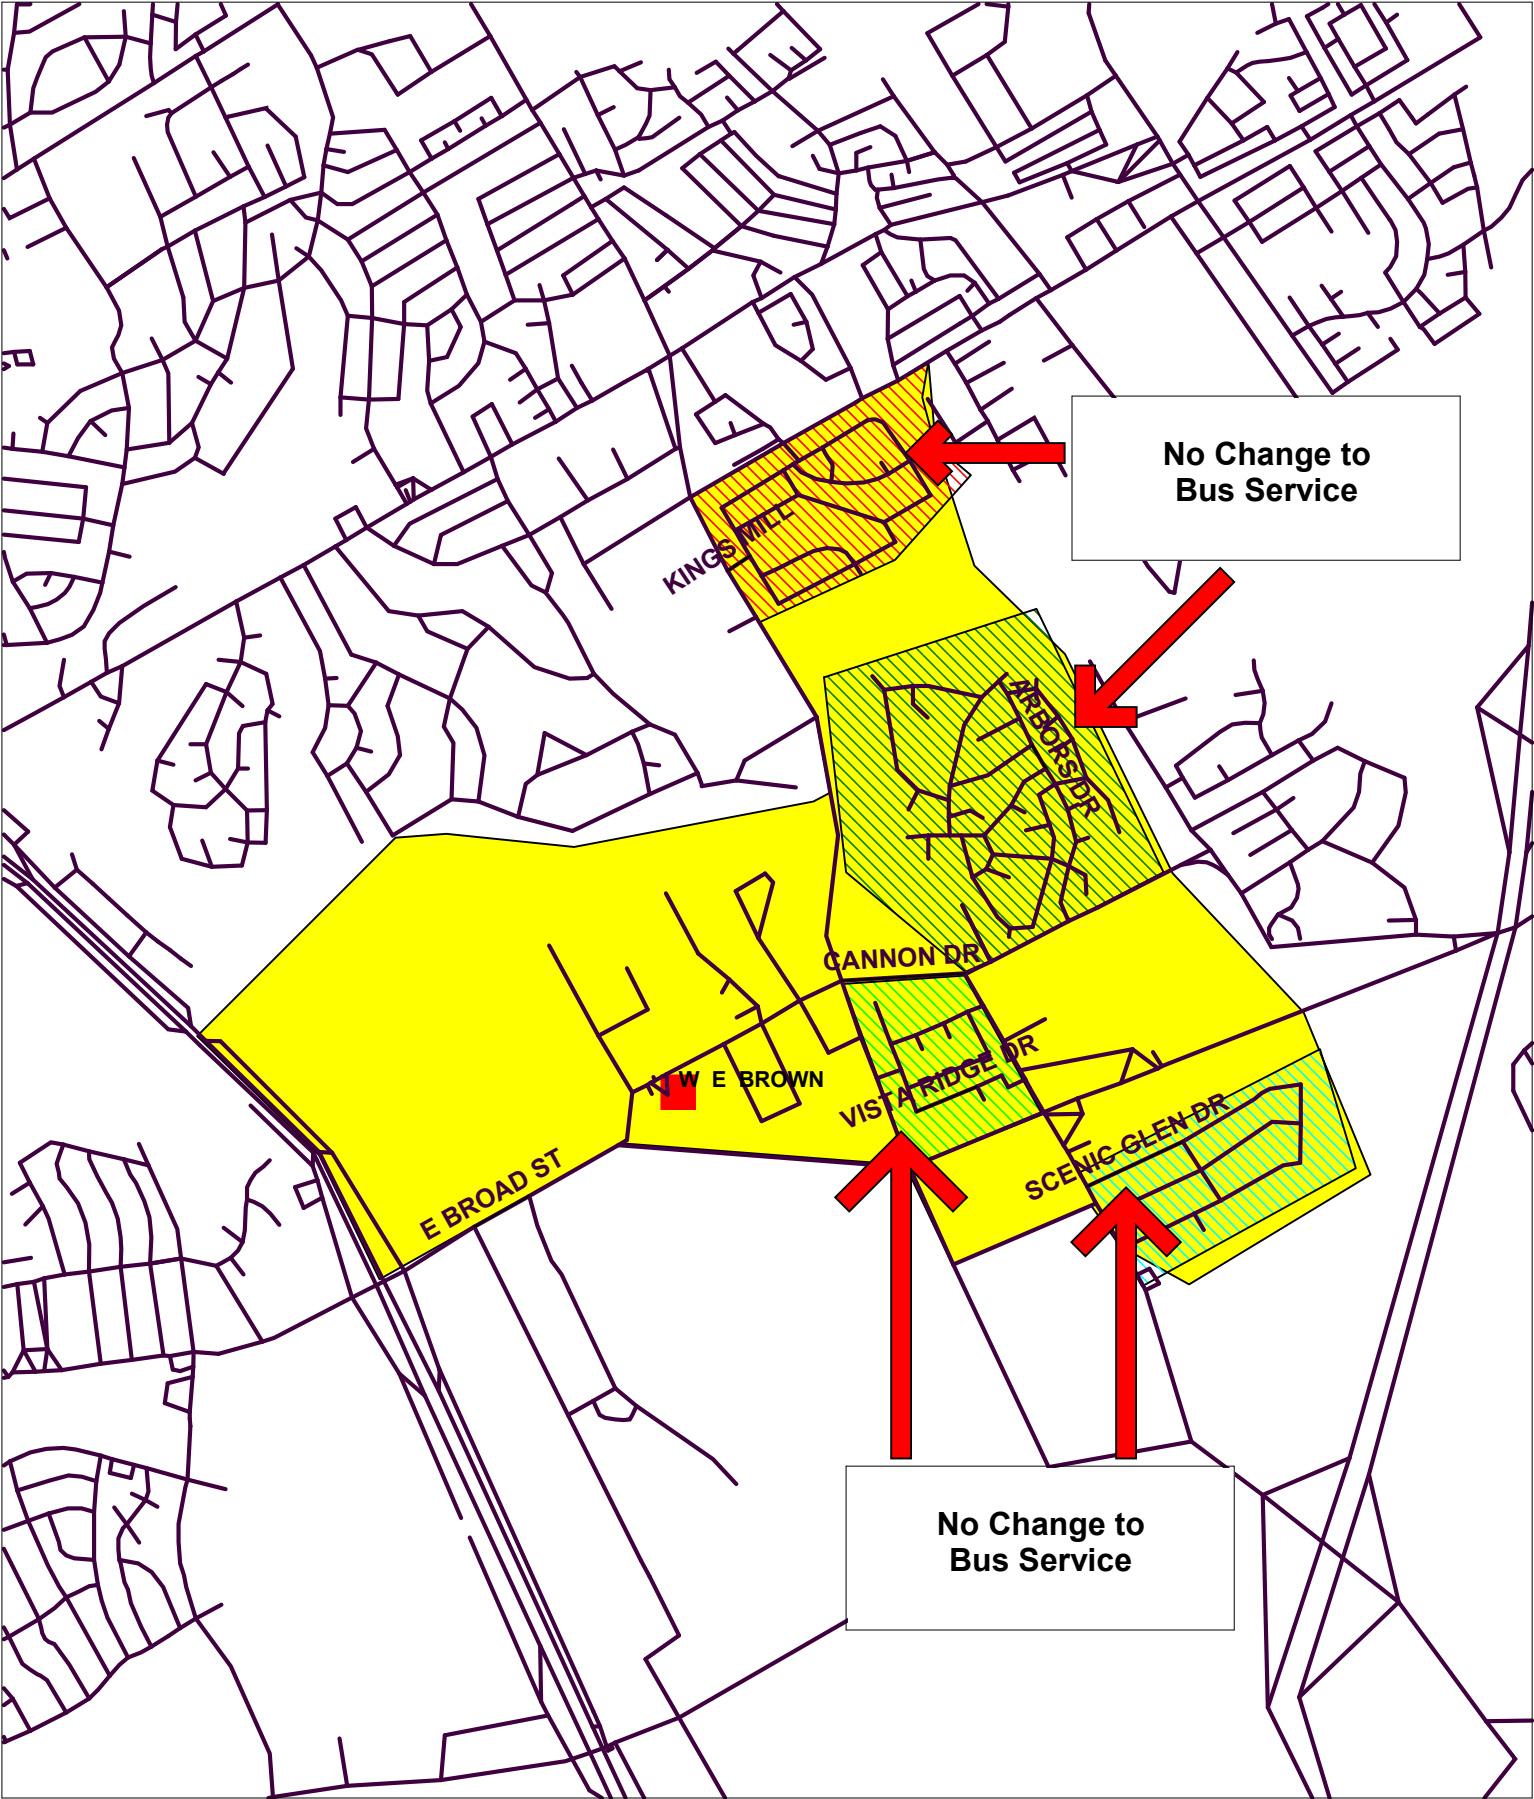 No Change to
Bus Service
KINGS MILL
ARBORS DR
CANNON DR
VISTA RIDGE DR
W E BROWN
SCENIC GLEN DR
E BROAD ST
No Change to
Bus Service